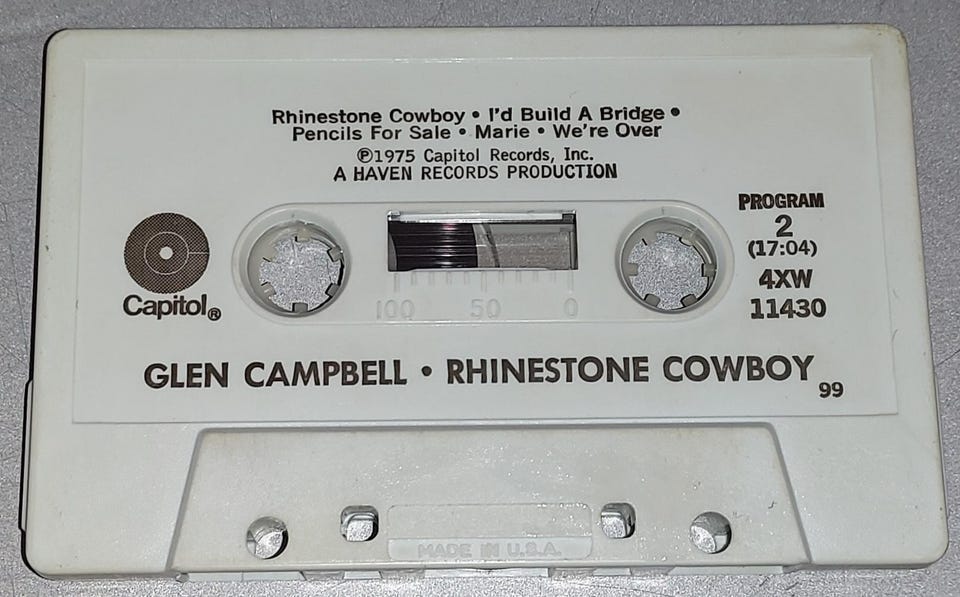 Rhinestone Cowboy • I'd Build A Bridge •
Pencils For Sale • Marie • We're Over
℗1975 Capitol Records, Inc.
A HAVEN RECORDS PRODUCTION
PROGRAM
2
(17:04)
4XW
11430
Capitol®
100 50 0
GLEN CAMPBELL • RHINESTONE COWBOY
99
MADE IN U.S.A.